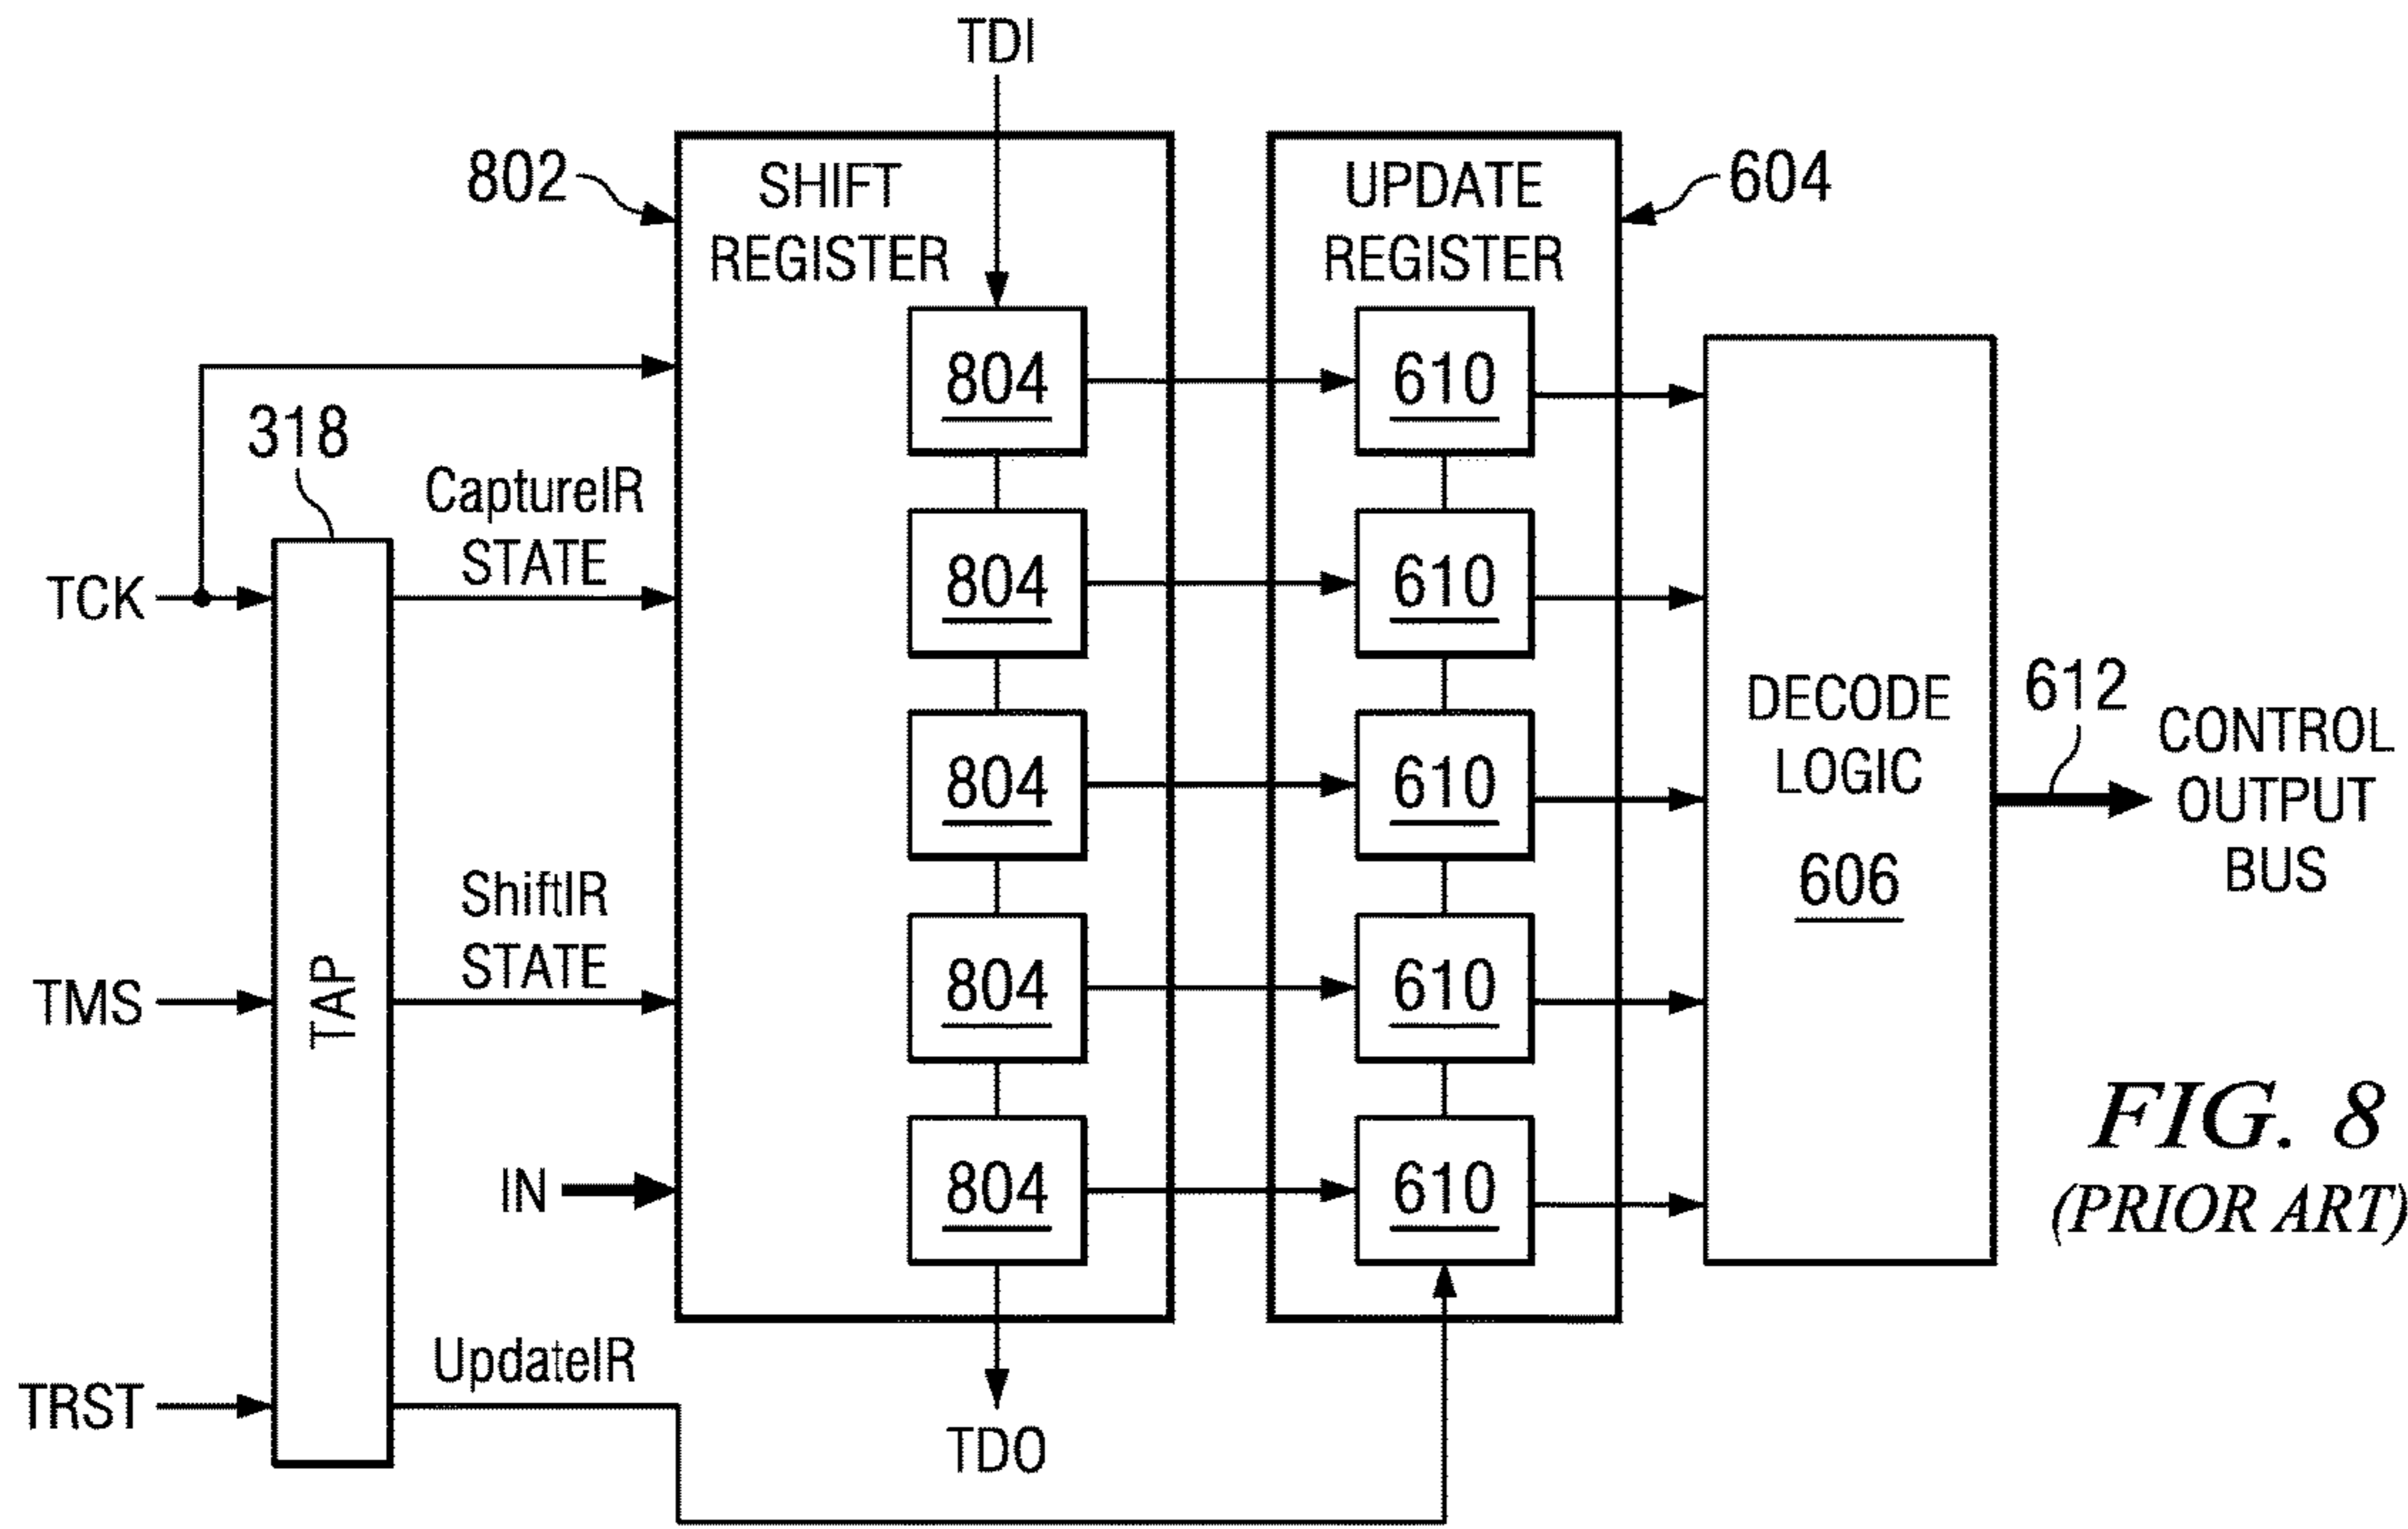 TDI
802
SHIFT
REGISTER
UPDATE
REGISTER
604
318
CaptureIR
STATE
TCK
ShiftIR
STATE
TMS
TAP
IN
UpdateIR
TRST
TDO
804
804
804
804
804
610
610
610
610
610
DECODE
LOGIC
606
612
CONTROL
OUTPUT
BUS
FIG. 8
(PRIOR ART)